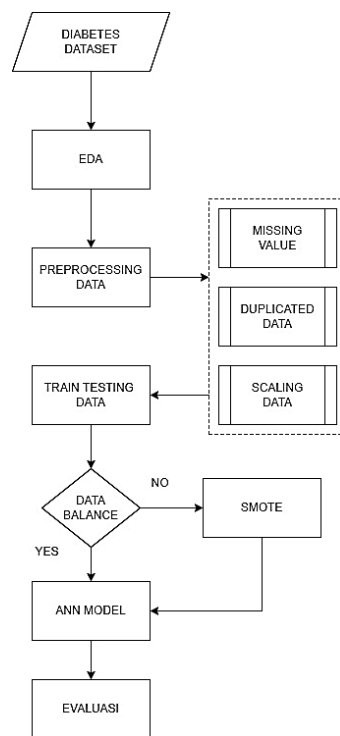 DIABETES
DATASET
EDA
PREPROCESSING
DATA
MISSING
VALUE
DUPLICATED
DATA
SCALING
DATA
TRAIN TESTING
DATA
DATA
BALANCE
NO
SMOTE
YES
ANN MODEL
EVALUASI